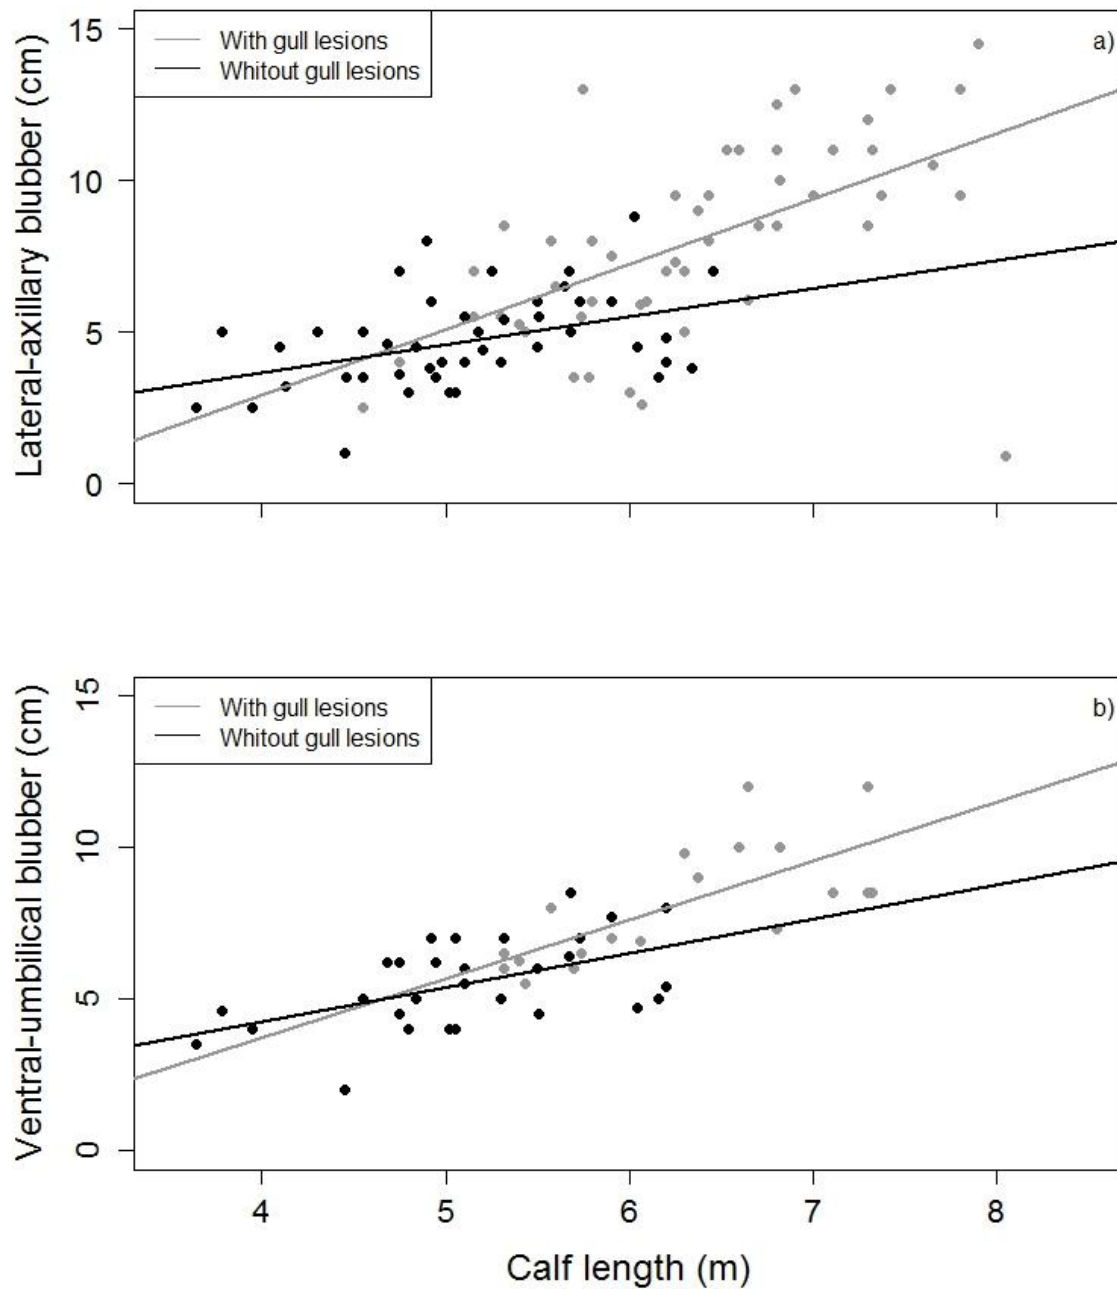 With gull lesions
Whitout gull lesions
a)
Lateral-axillary blubber (cm)
15
10
5
0
With gull lesions
Whitout gull lesions
b)
Ventral-umbilical blubber (cm)
15
10
5
0
4 5 6 7 8
Calf length (m)